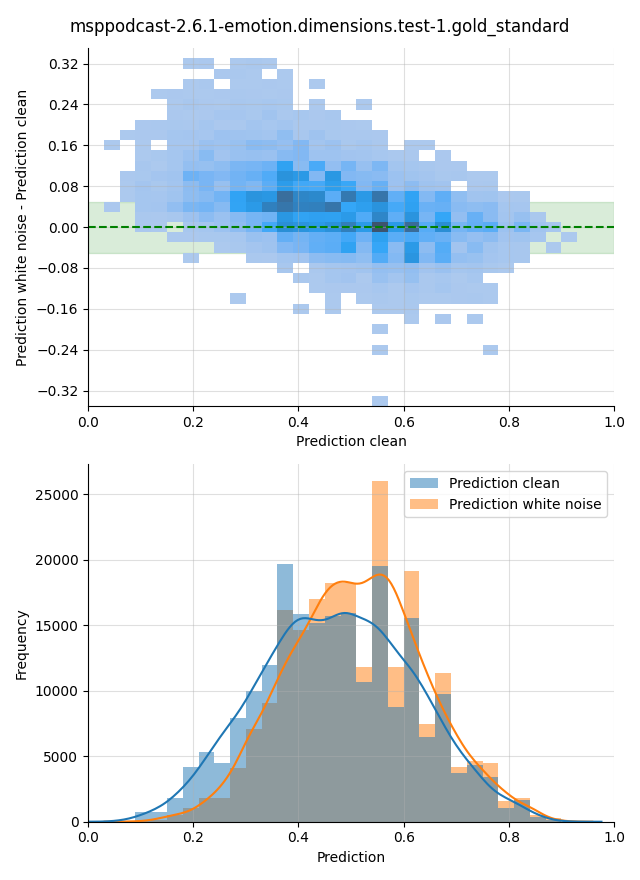 msppodcast-2.6.1-emotion.dimensions.test-1.gold_standard
Prediction white noise - Prediction clean
0.32
0.24
0.16
0.08
0.00
−0.08
−0.16
−0.24
−0.32
0.0 0.2 0.4 0.6 0.8 1.0
Prediction clean
Prediction clean
Prediction white noise
Frequency
25000
20000
15000
10000
5000
0
0.0 0.2 0.4 0.6 0.8 1.0
Prediction